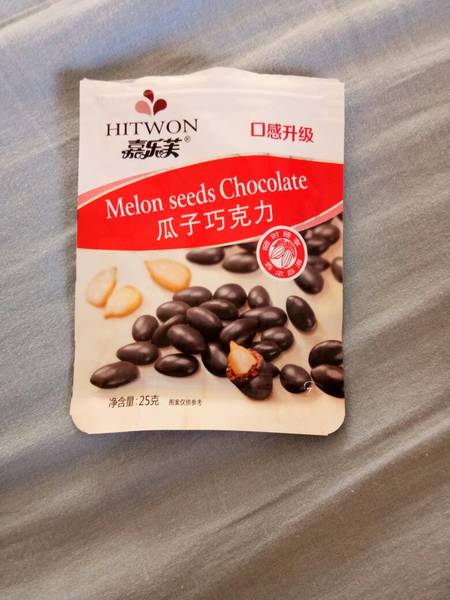 HITWON
嘉乐芙®
口感升级
Melon seeds Chocolate
瓜子巧克力
净含量:25克
图案仅供参考